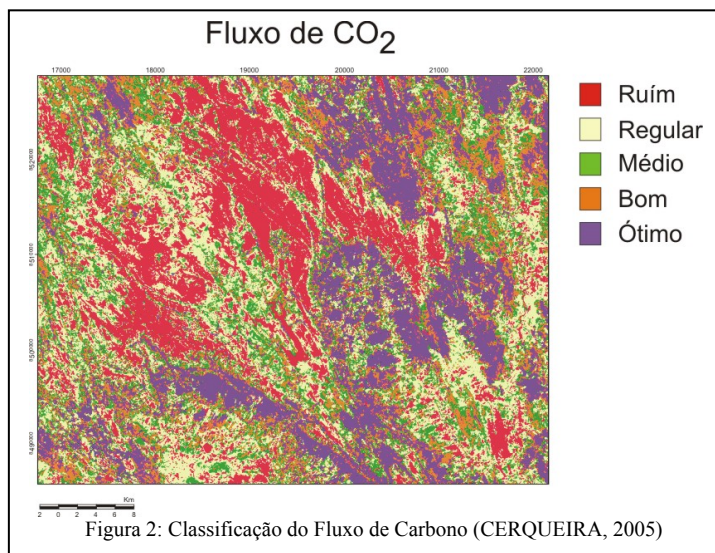 Fluxo de CO2
17000 18000 19000 20000 21000 22000
Ruím
Regular
Médio
Bom
Ótimo
Km
2 0 2 4 6 8
Figura 2: Classificação do Fluxo de Carbono (CERQUEIRA, 2005)